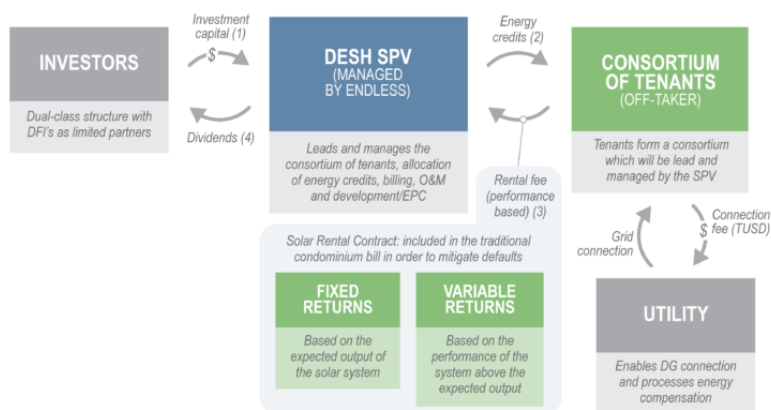 Investment
capital (1)
$
INVESTORS
Dual-class structure with
DFI's as limited partners
Dividends (4)
DESH SPV
(MANAGED
BY ENDLESS)
Leads and manages the
consortium of tenants, allocation
of energy credits, billing, O&M
and development/EPC
Energy
credits (2)
Rental fee
(performance
based) (3)
CONSORTIUM
OF TENANTS
(OFF-TAKER)
Tenants form a consortium
which will be lead and
managed by the SPV
Solar Rental Contract: included in the traditional
condominium bill in order to mitigate defaults
FIXED
RETURNS
Based on the
expected output of
the solar system
VARIABLE
RETURNS
Based on the
performance of the
system above the
expected output
Grid
connection
$
Connection
fee (TUSD)
UTILITY
Enables DG connection
and processes energy
compensation